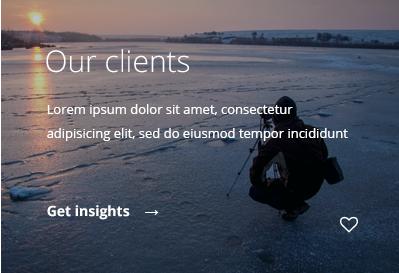 Our clients
Lorem ipsum dolor sit amet, consectetur
adipisicing elit, sed do eiusmod tempor incididunt
Get insights →